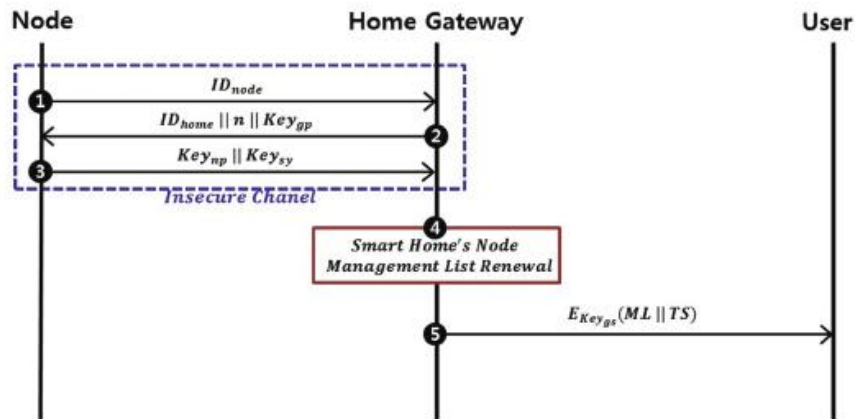 Node Home Gateway User
ID_node
1
ID_home || n || Key_gp
2
Key_np || Key_sy
3
Insecure Chanel
4
Smart Home's Node
Management List Renewal
E_Key_gs(ML || TS)
5